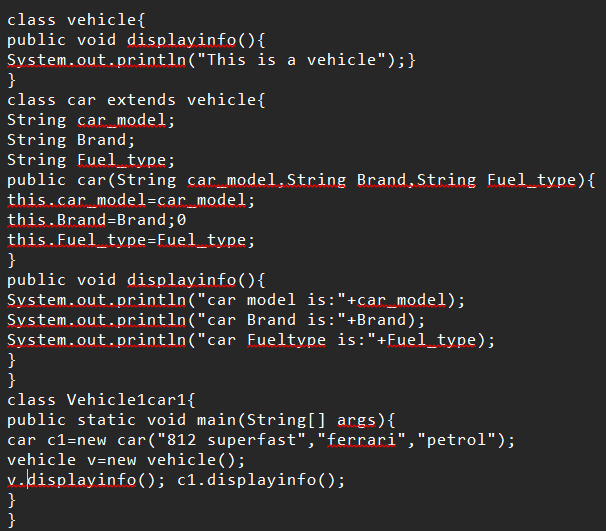 class vehicle{
public void displayinfo(){
System.out.println("This is a vehicle");}
}
class car extends vehicle{
String car_model;
String Brand;
String Fuel_type;
public car(String car_model,String Brand,String Fuel_type){
this.car_model=car_model;
this.Brand=Brand;0
this.Fuel_type=Fuel_type;
}
public void displayinfo(){
System.out.println("car model is:"+car_model);
System.out.println("car Brand is:"+Brand);
System.out.println("car Fueltype is:"+Fuel_type);
}
}
class Vehicle1car1{
public static void main(String[] args){
car c1=new car("812 superfast","ferrari","petrol");
vehicle v=new vehicle();
v.displayinfo(); c1.displayinfo();
}
}